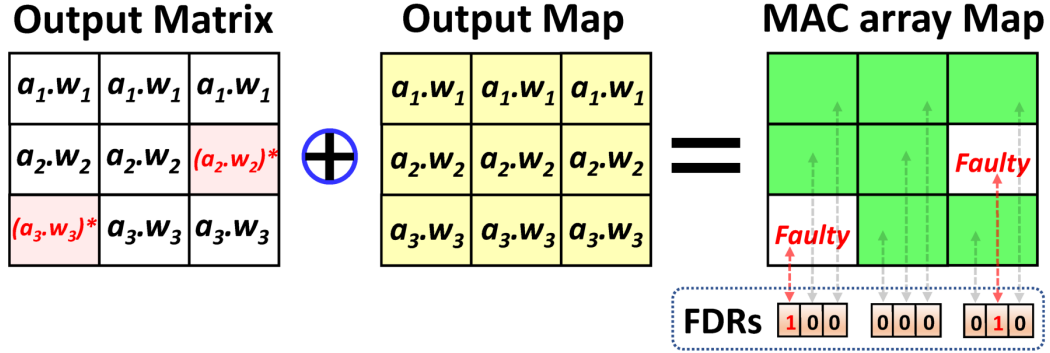 Output Matrix Output Map MAC array Map
a₁.w₁ a₁.w₁ a₁.w₁ a₁.w₁ a₁.w₁ a₁.w₁
a₂.w₂ a₂.w₂ (a₂.w₂)* ⊕ a₂.w₂ a₂.w₂ a₂.w₂ = Faulty
(a₃.w₃)* a₃.w₃ a₃.w₃ a₃.w₃ a₃.w₃ a₃.w₃ Faulty
FDRs 1 0 0 0 0 0 0 1 0